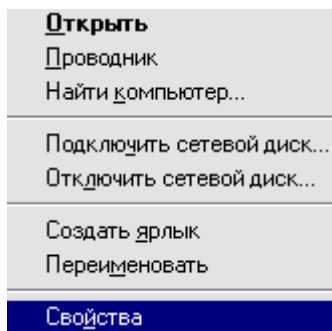 Открыть
Проводник
Найти компьютер...
Подключить сетевой диск...
Отключить сетевой диск...
Создать ярлык
Переименовать
Свойства